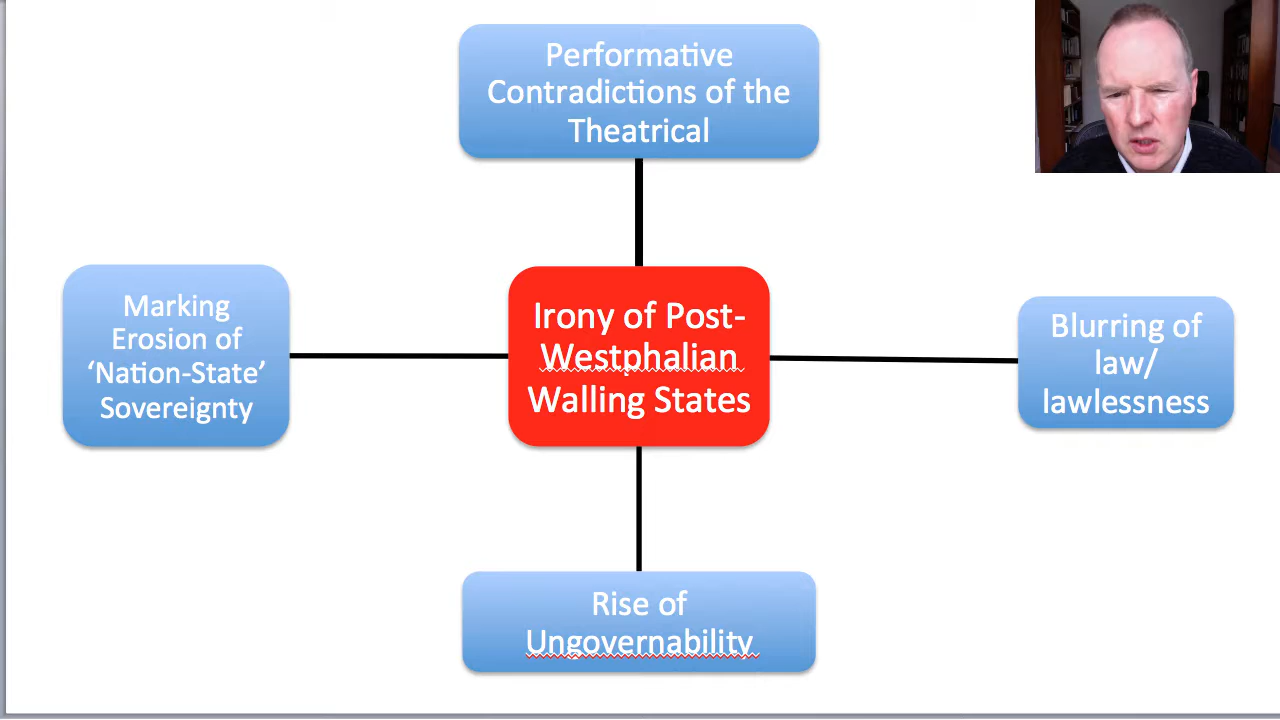 Performative
Contradictions of the
Theatrical
Marking
Erosion of
‘Nation-State’
Sovereignty
Irony of Post-
Westphalian
Walling States
Blurring of
law/
lawlessness
Rise of
Ungovernability